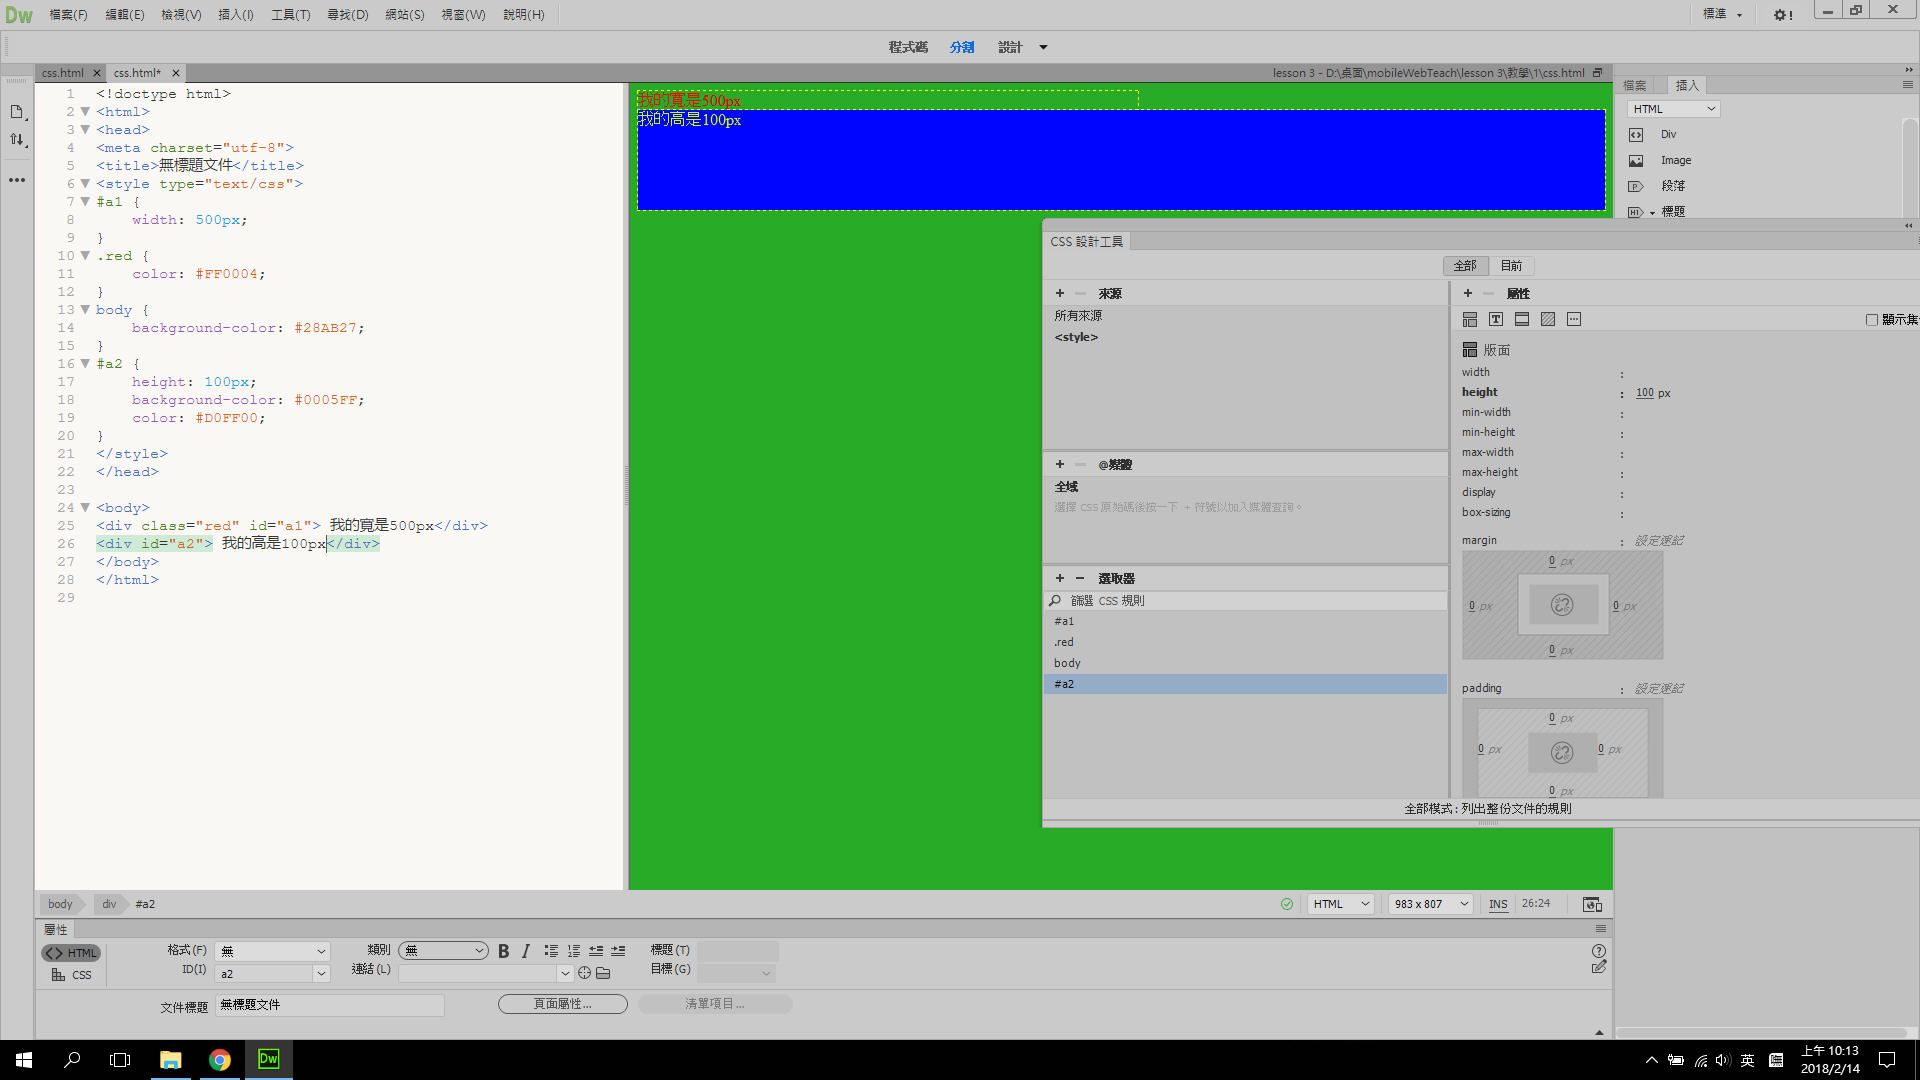 Dw 檔案(F) 編輯(E) 檢視(V) 插入(I) 工具(T) 尋找(D) 網站(S) 視窗(W) 說明(H) 標準
程式碼 分割 設計
css.html × css.html* × lesson 3 - D:\桌面\mobileWebTeach\lesson 3\教學\1\css.html
1 <!doctype html>
2 <html>
3 <head>
4 <meta charset="utf-8">
5 <title>無標題文件</title>
6 <style type="text/css">
7 #a1 {
8 width: 500px;
9 }
10 .red {
11 color: #FF0004;
12 }
13 body {
14 background-color: #28AB27;
15 }
16 #a2 {
17 height: 100px;
18 background-color: #0005FF;
19 color: #D0FF00;
20 }
21 </style>
22 </head>
23
24 <body>
25 <div class="red" id="a1"> 我的寬是500px</div>
26 <div id="a2"> 我的高是100px</div>
27 </body>
28 </html>
29
我的寬是500px
我的高是100px
檔案 插入
HTML
Div
Image
段落
標題
CSS 設計工具
全部 目前
+ − 來源
所有來源
<style>
+ − @媒體
全域
選擇 CSS 原始碼後按一下 + 符號以加入媒體查詢。
+ − 選取器
篩選 CSS 規則
#a1
.red
body
#a2
+ − 屬性
顯示集
版面
width :
height : 100 px
min-width :
min-height :
max-width :
max-height :
display :
box-sizing :
margin : 設定速記
0 px
0 px 0 px
0 px
padding : 設定速記
0 px
0 px 0 px
0 px
全部模式:列出整份文件的規則
body div #a2 HTML 983 x 807 INS 26:24
屬性
HTML 格式(F) 無 類別 無 B I 標題(T)
CSS ID(I) a2 連結(L) 目標(G)
文件標題 無標題文件 頁面屬性... 清單項目...
Dw 英 上午 10:13
2018/2/14